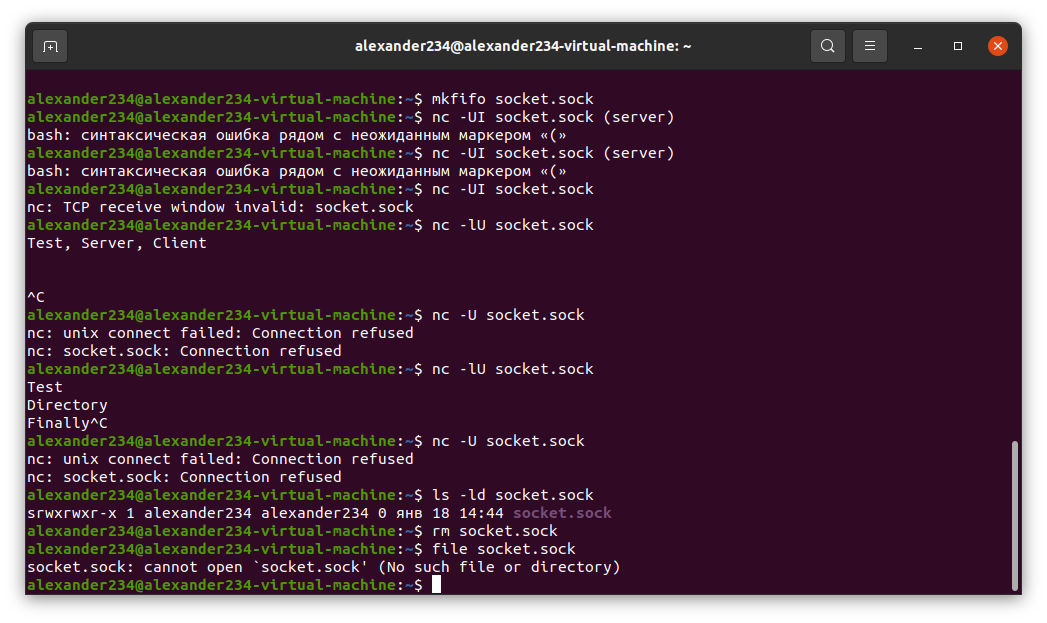 alexander234@alexander234-virtual-machine: ~
alexander234@alexander234-virtual-machine:~$ mkfifo socket.sock
alexander234@alexander234-virtual-machine:~$ nc -UI socket.sock (server)
bash: синтаксическая ошибка рядом с неожиданным маркером «(»
alexander234@alexander234-virtual-machine:~$ nc -UI socket.sock (server)
bash: синтаксическая ошибка рядом с неожиданным маркером «(»
alexander234@alexander234-virtual-machine:~$ nc -UI socket.sock
nc: TCP receive window invalid: socket.sock
alexander234@alexander234-virtual-machine:~$ nc -lU socket.sock
Test, Server, Client
^C
alexander234@alexander234-virtual-machine:~$ nc -U socket.sock
nc: unix connect failed: Connection refused
nc: socket.sock: Connection refused
alexander234@alexander234-virtual-machine:~$ nc -lU socket.sock
Test
Directory
Finally^C
alexander234@alexander234-virtual-machine:~$ nc -U socket.sock
nc: unix connect failed: Connection refused
nc: socket.sock: Connection refused
alexander234@alexander234-virtual-machine:~$ ls -ld socket.sock
srwxrwxr-x 1 alexander234 alexander234 0 янв 18 14:44 socket.sock
alexander234@alexander234-virtual-machine:~$ rm socket.sock
alexander234@alexander234-virtual-machine:~$ file socket.sock
socket.sock: cannot open `socket.sock' (No such file or directory)
alexander234@alexander234-virtual-machine:~$